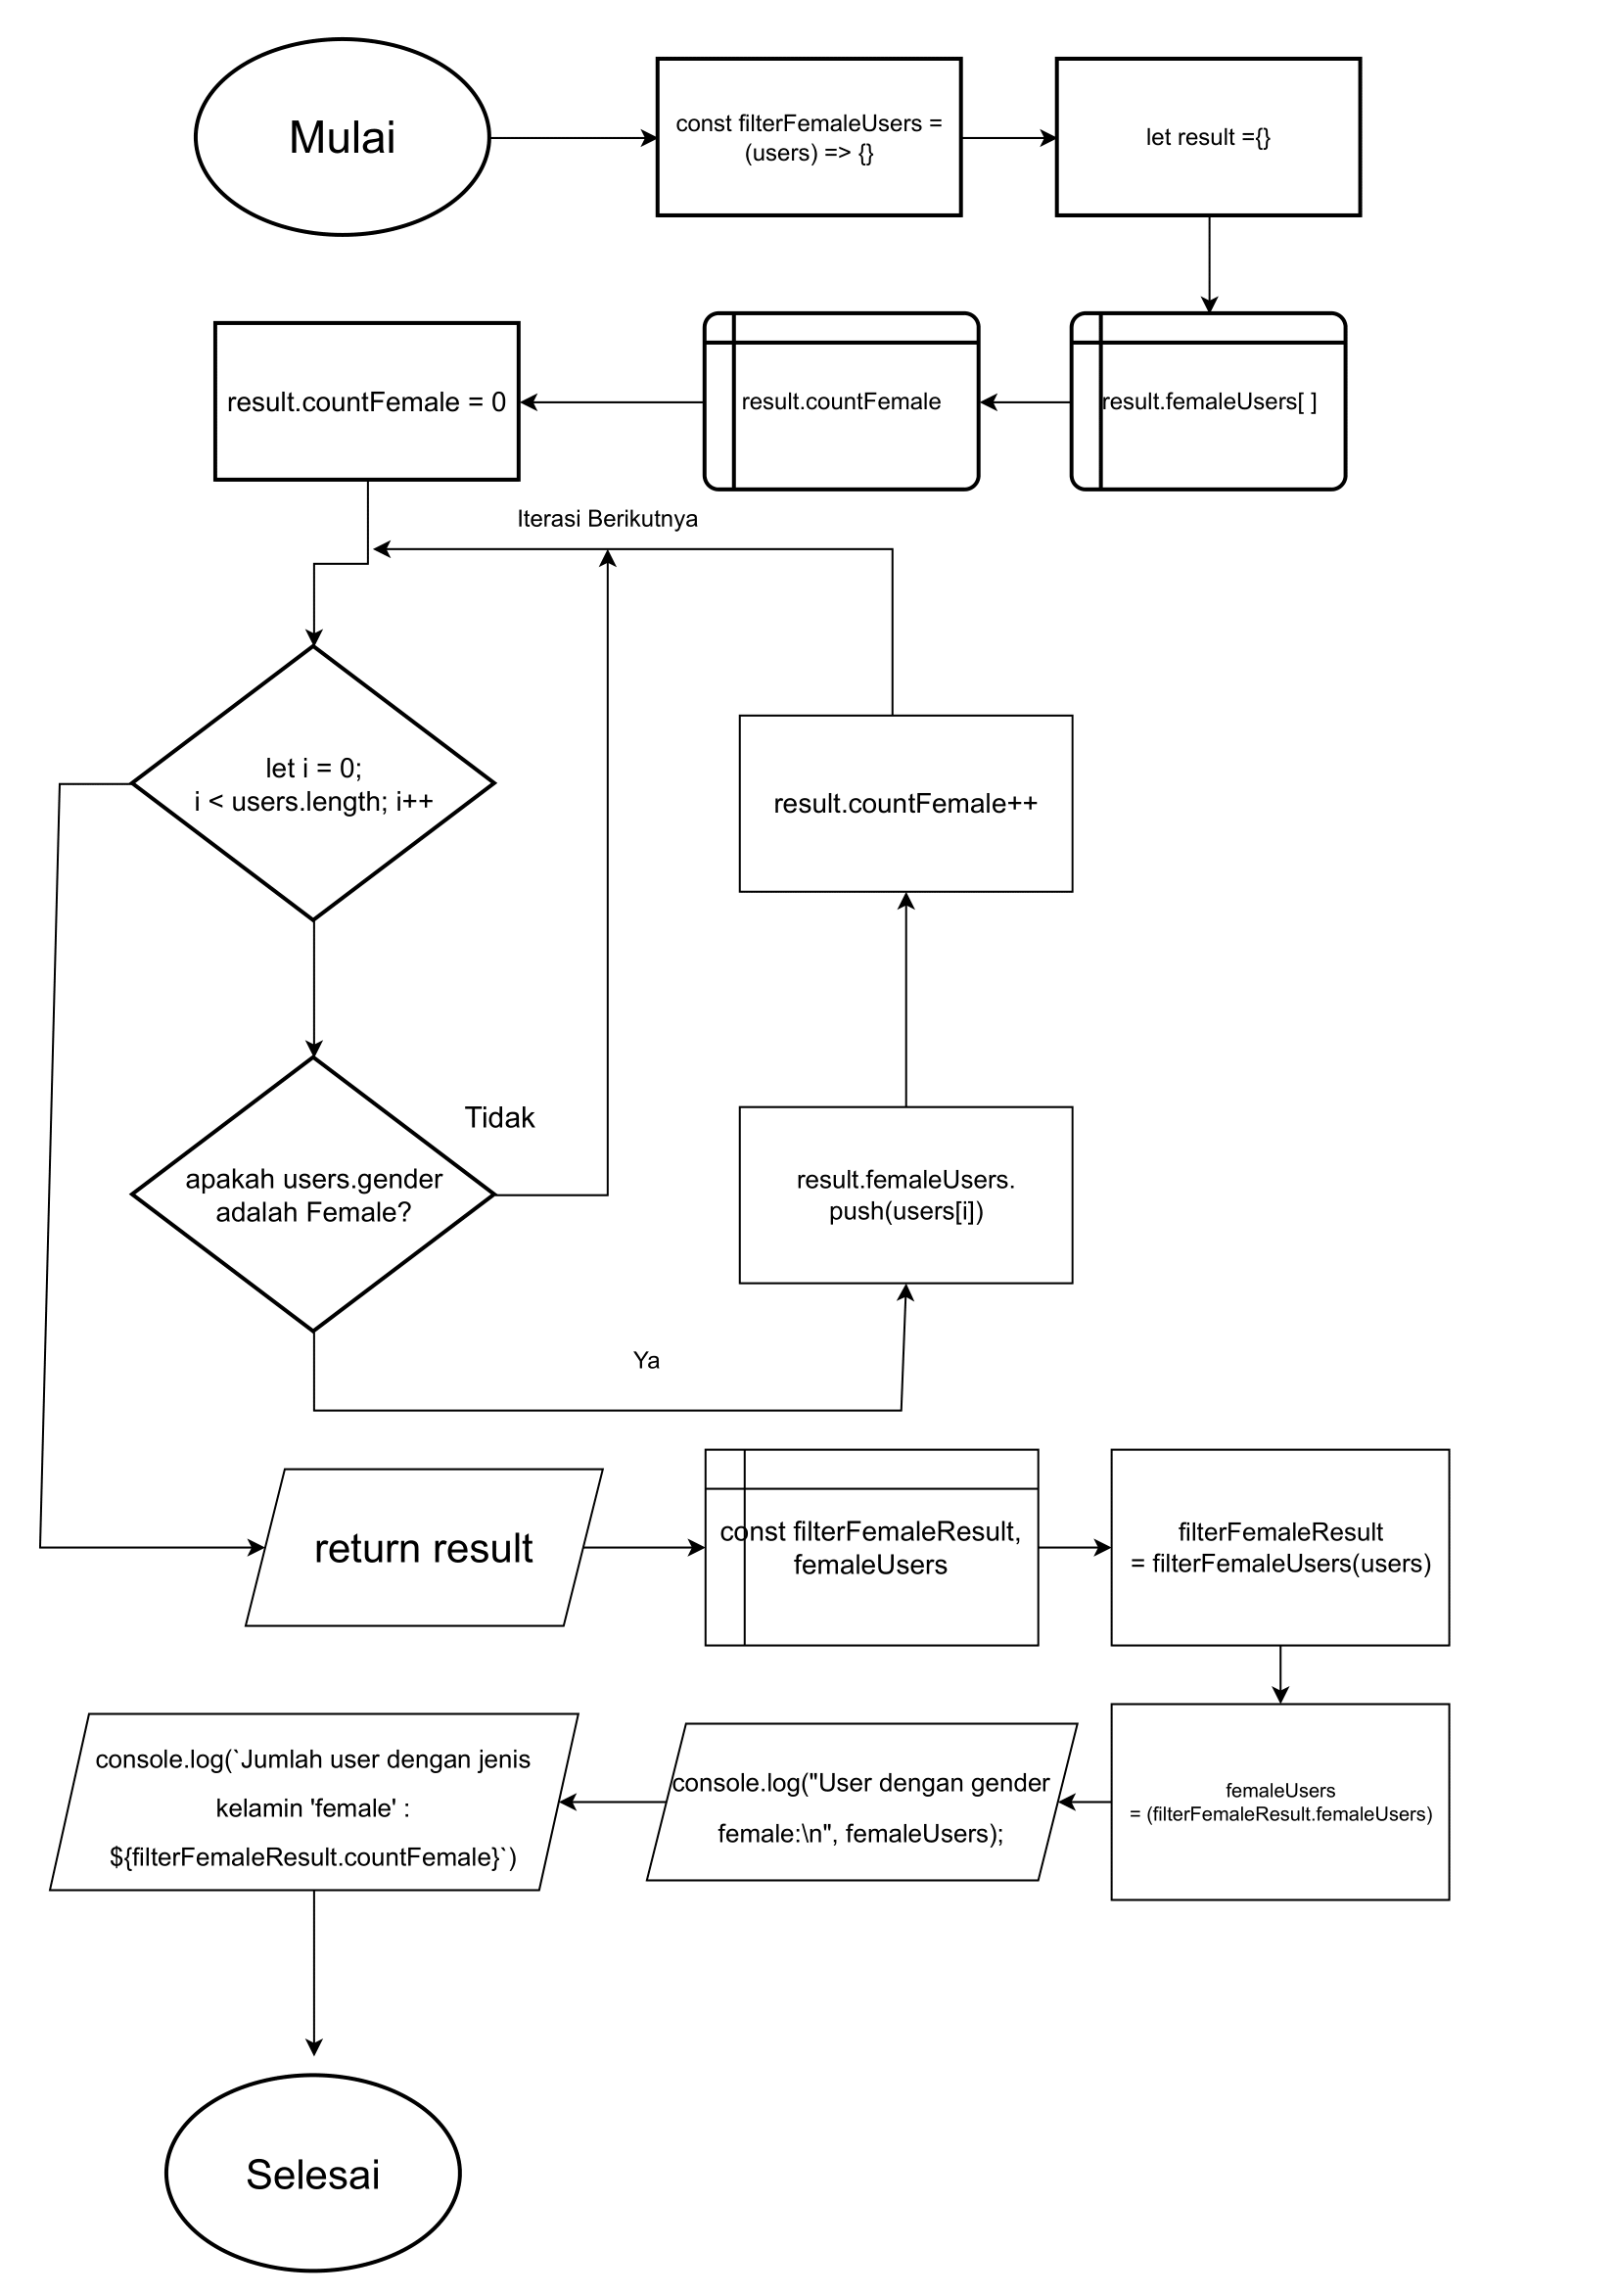 Mulai
const filterFemaleUsers =
(users) => {}
let result ={}
result.femaleUsers[ ]
result.countFemale
result.countFemale = 0
Iterasi Berikutnya
let i = 0;
i < users.length; i++
result.countFemale++
Tidak
apakah users.gender
adalah Female?
result.femaleUsers.
push(users[i])
Ya
return result
const filterFemaleResult,
femaleUsers
filterFemaleResult
= filterFemaleUsers(users)
femaleUsers
= (filterFemaleResult.femaleUsers)
console.log("User dengan gender
female:\n", femaleUsers);
console.log(`Jumlah user dengan jenis
kelamin 'female' :
${filterFemaleResult.countFemale}`)
Selesai